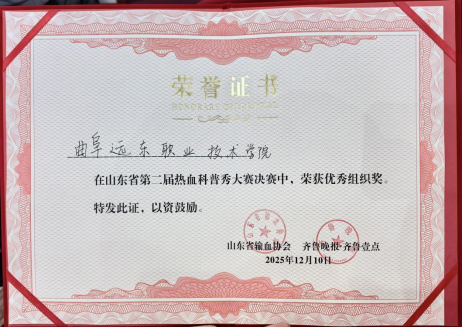 荣誉证书
HONORARY CREDENTIAL
曲阜远东职业技术学院
在山东省第二届热血科普秀大赛决赛中，荣获优秀组织奖。
特发此证，以资鼓励。
山东省输血协会 齐鲁晚报·齐鲁壹点
2025年12月10日